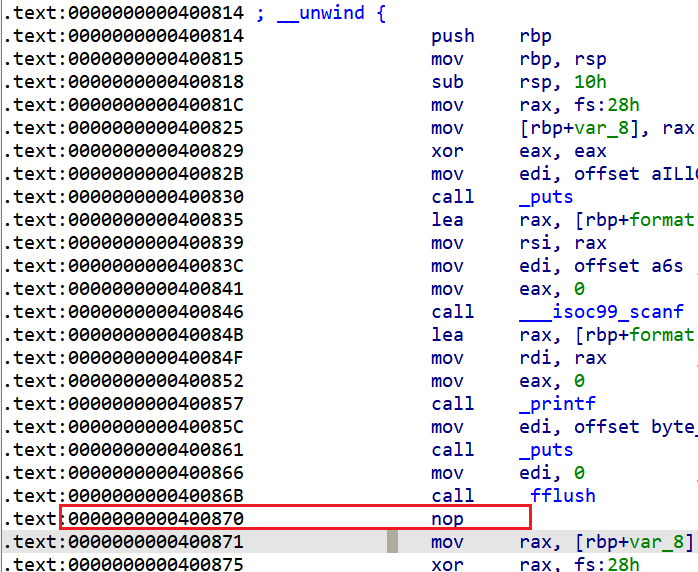 .text:0000000000400814 ; __unwind {
.text:0000000000400814 push rbp
.text:0000000000400815 mov rbp, rsp
.text:0000000000400818 sub rsp, 10h
.text:000000000040081C mov rax, fs:28h
.text:0000000000400825 mov [rbp+var_8], rax
.text:0000000000400829 xor eax, eax
.text:000000000040082B mov edi, offset
.text:0000000000400830 call _puts
.text:0000000000400835 lea rax, [rbp+format
.text:0000000000400839 mov rsi, rax
.text:000000000040083C mov edi, offset a6s ;
.text:0000000000400841 mov eax, 0
.text:0000000000400846 call ___isoc99_scanf
.text:000000000040084B lea rax, [rbp+format
.text:000000000040084F mov rdi, rax
.text:0000000000400852 mov eax, 0
.text:0000000000400857 call _printf
.text:000000000040085C mov edi, offset byte_
.text:0000000000400861 call _puts
.text:0000000000400866 mov edi, 0
.text:000000000040086B call _fflush
.text:0000000000400870 nop
.text:0000000000400871 mov rax, [rbp+var_8]
.text:0000000000400875 xor rax, fs:28h